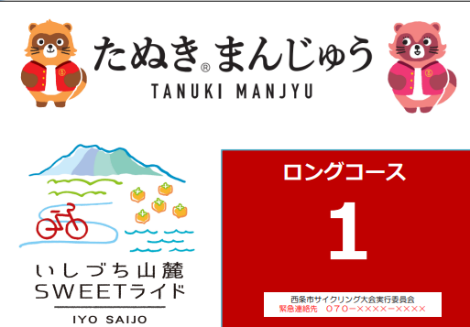 たぬき®まんじゅう
TANUKI MANJYU
ロングコース
1
西条市サイクリング大会実行委員会
緊急連絡先 070-××××-××××
いしづち山麓
SWEETライド
IYO SAIJO